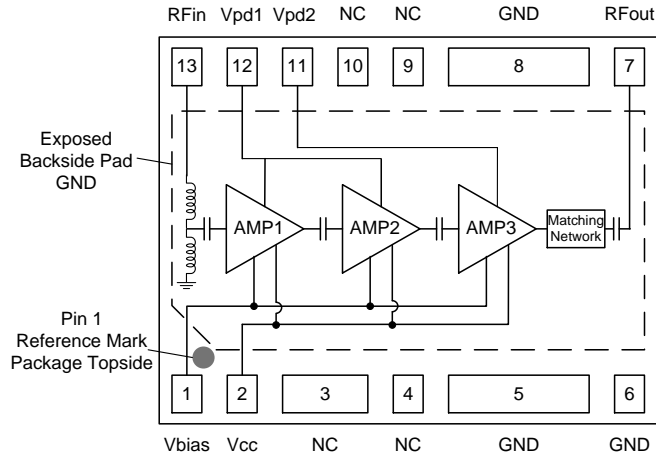 RFin Vpd1 Vpd2 NC NC GND RFout
13 12 11 10 9 8 7
Exposed
Backside Pad
GND
AMP1 AMP2 AMP3 Matching
Network
Pin 1
Reference Mark
Package Topside
1 2 3 4 5 6
Vbias Vcc NC NC GND GND